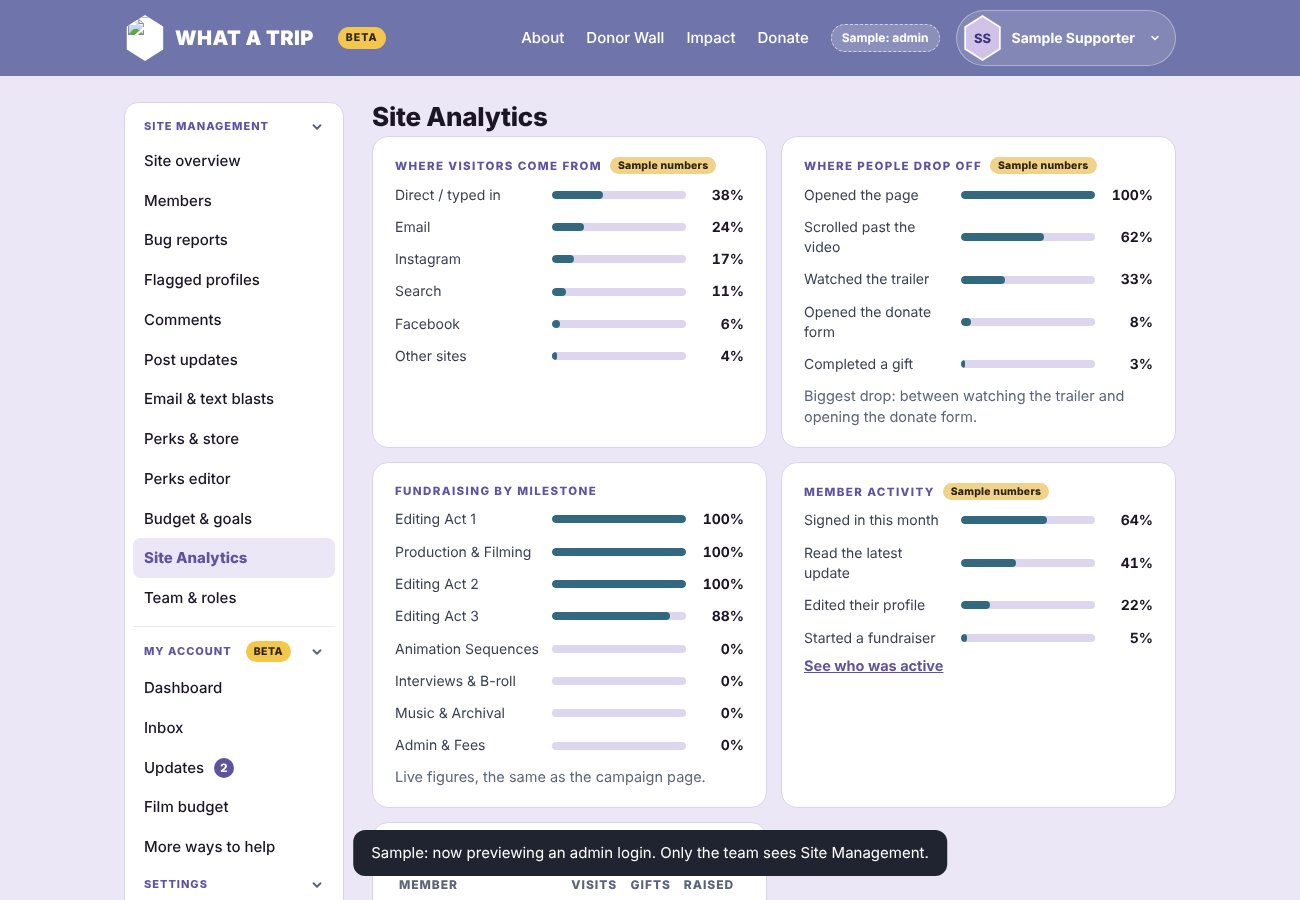 WHAT A TRIP
BETA
About
Donor Wall
Impact
Donate
Sample: admin
SS
Sample Supporter
SITE MANAGEMENT
Site overview
Members
Bug reports
Flagged profiles
Comments
Post updates
Email & text blasts
Perks & store
Perks editor
Budget & goals
Site Analytics
Team & roles
MY ACCOUNT BETA
Dashboard
Inbox
Updates 2
Film budget
More ways to help
SETTINGS
Site Analytics
WHERE VISITORS COME FROM Sample numbers
Direct / typed in 38%
Email 24%
Instagram 17%
Search 11%
Facebook 6%
Other sites 4%
WHERE PEOPLE DROP OFF Sample numbers
Opened the page 100%
Scrolled past the
video 62%
Watched the trailer 33%
Opened the donate
form 8%
Completed a gift 3%
Biggest drop: between watching the trailer and
opening the donate form.
FUNDRAISING BY MILESTONE
Editing Act 1 100%
Production & Filming 100%
Editing Act 2 100%
Editing Act 3 88%
Animation Sequences 0%
Interviews & B-roll 0%
Music & Archival 0%
Admin & Fees 0%
Live figures, the same as the campaign page.
MEMBER ACTIVITY Sample numbers
Signed in this month 64%
Read the latest
update 41%
Edited their profile 22%
Started a fundraiser 5%
See who was active
Sample: now previewing an admin login. Only the team sees Site Management.
MEMBER VISITS GIFTS RAISED